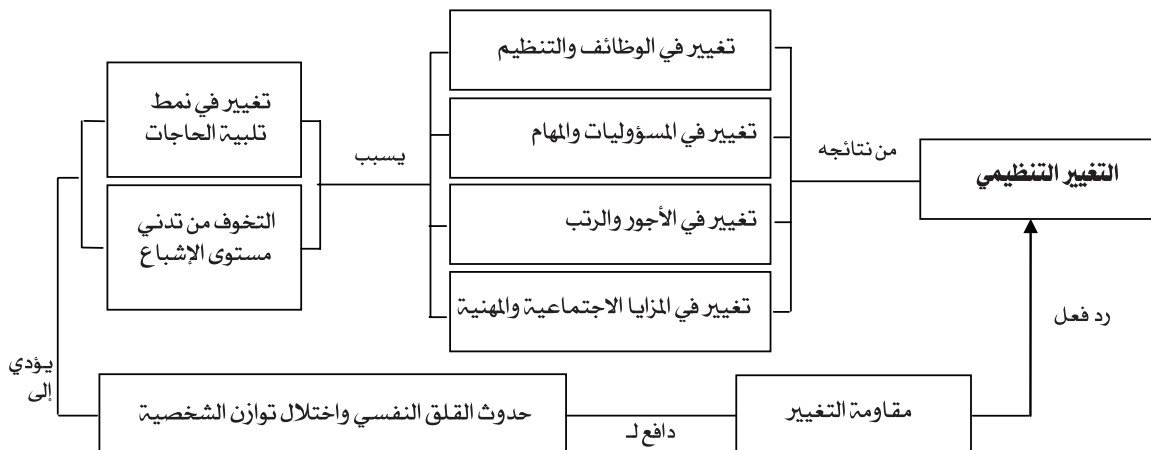 التغيير التنظيمي
من نتائجه
تغيير في الوظائف والتنظيم
تغيير في المسؤوليات والمهام
تغيير في الأجور والرتب
تغيير في المزايا الاجتماعية والمهنية
يسبب
تغيير في نمط
تلبية الحاجات
التخوف من تدني
مستوى الإشباع
يؤدي
إلى
حدوث القلق النفسي واختلال توازن الشخصية
دافع لـ
مقاومة التغيير
رد فعل